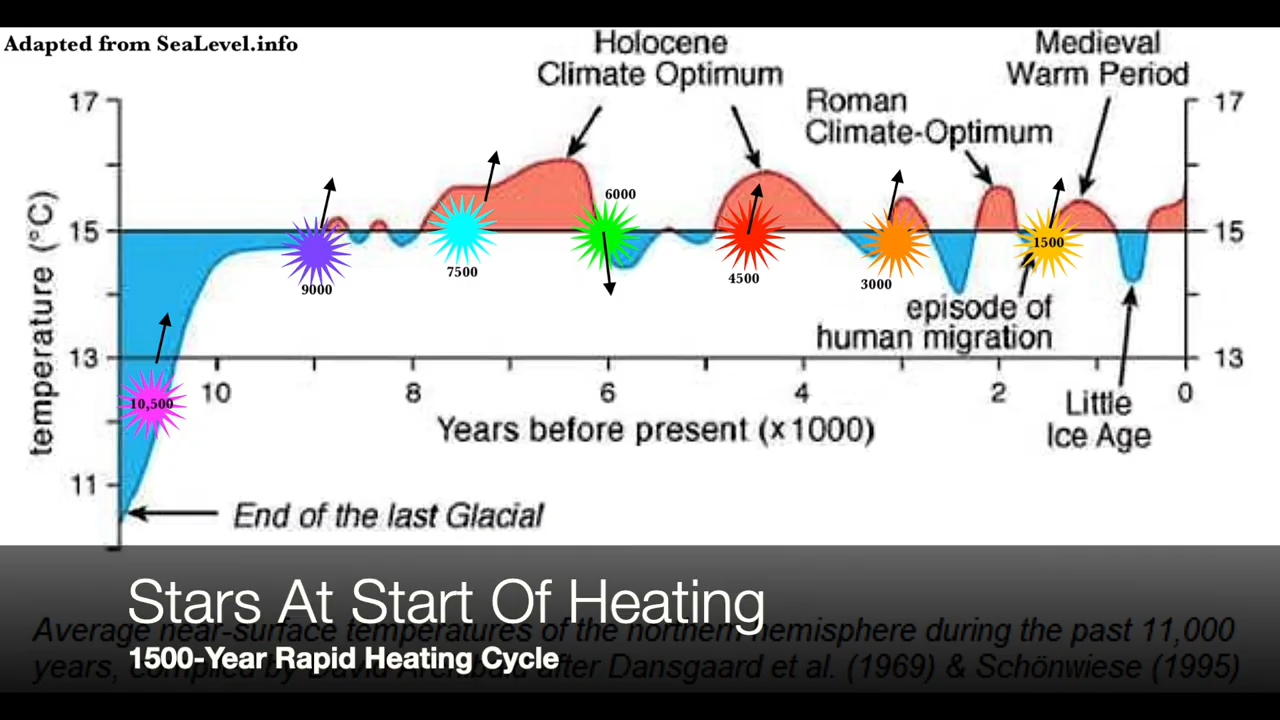 Adapted from SeaLevel.info
Holocene
Climate Optimum
Medieval
Warm Period
Roman
Climate-Optimum
17
17
6000
15
15
1500
7500
4500
3000
9000
episode of
human migration
13
13
10,500
10
8
6
4
2
0
temperature (°C)
Years before present (x1000)
Little
Ice Age
11
End of the last Glacial
Stars At Start Of Heating
Average near-surface temperatures of the northern hemisphere during the past 11,000
1500-Year Rapid Heating Cycle
years, compiled by David Archibald after Dansgaard et al. (1969) & Schönwiese (1995)